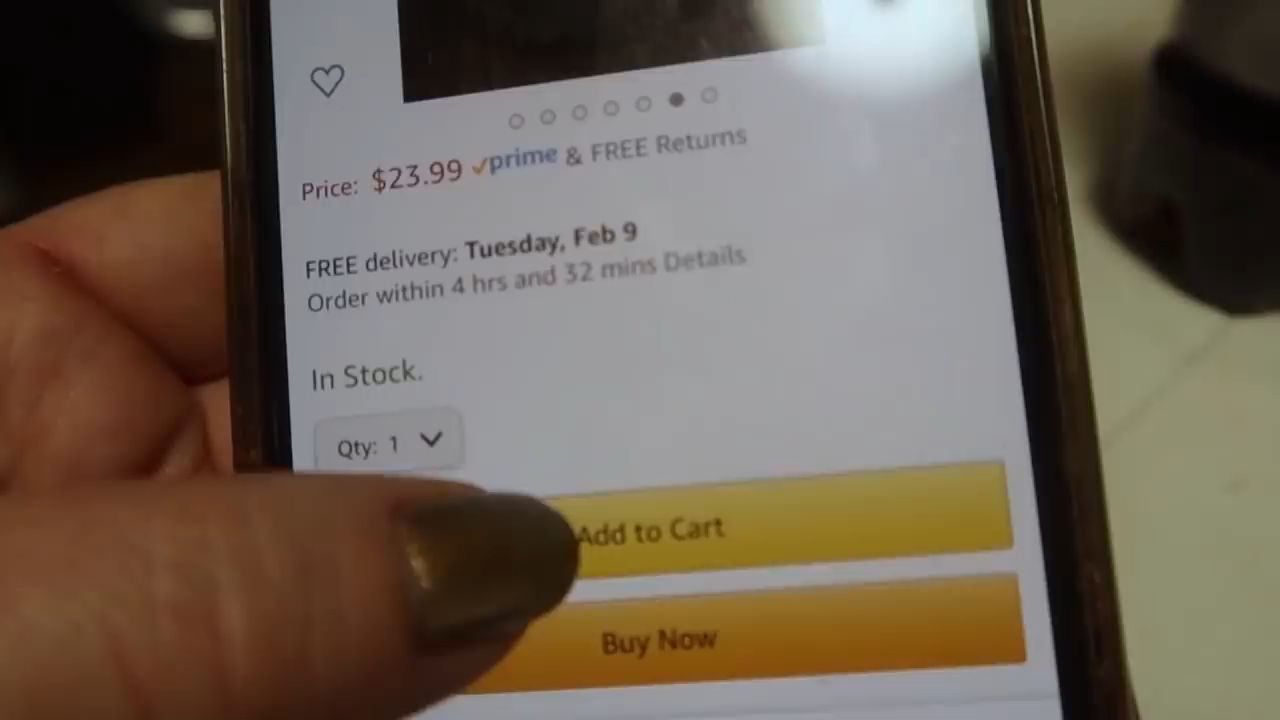 Price: $23.99 prime & FREE Returns
FREE delivery: Tuesday, Feb 9
Order within 4 hrs and 32 mins Details
In Stock.
Qty: 1
Add to Cart
Buy Now